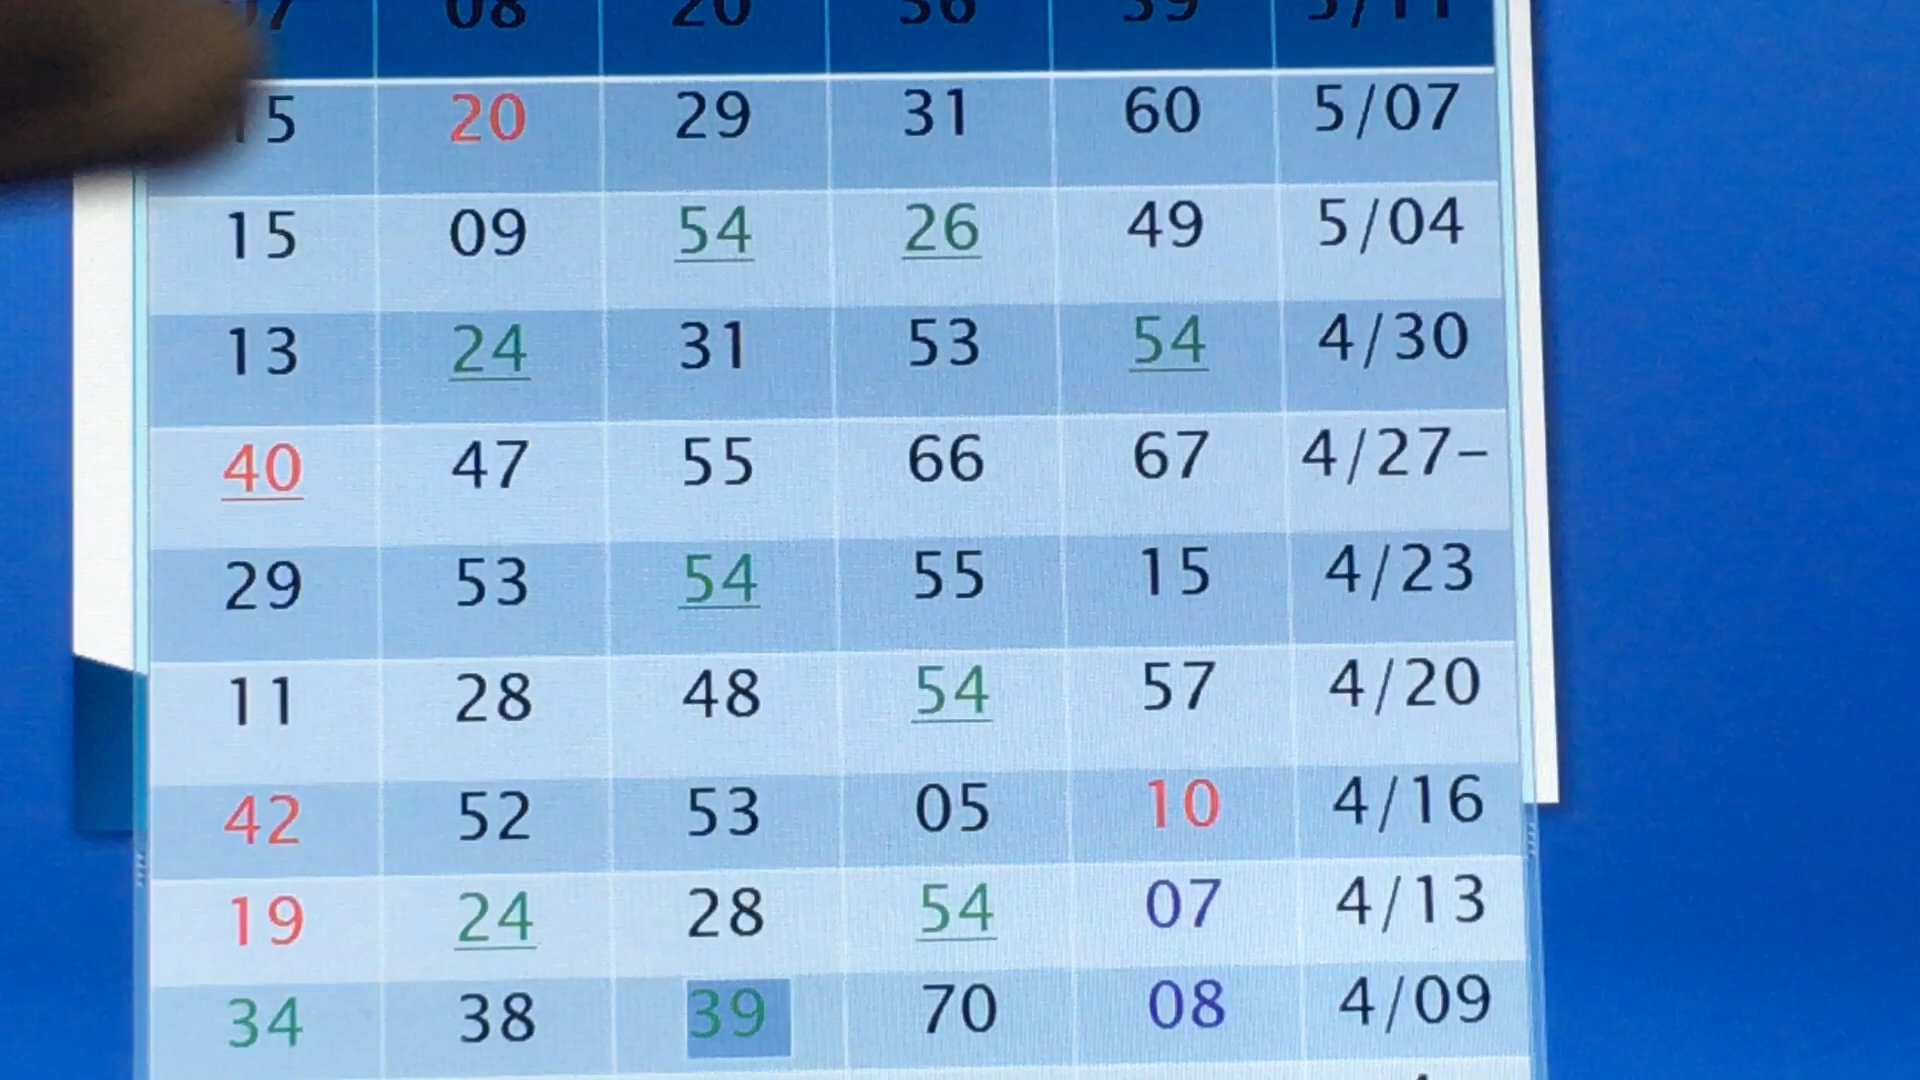 08 20 36 39 5/11
15 20 29 31 60 5/07
15 09 54 26 49 5/04
13 24 31 53 54 4/30
40 47 55 66 67 4/27-
29 53 54 55 15 4/23
11 28 48 54 57 4/20
42 52 53 05 10 4/16
19 24 28 54 07 4/13
34 38 39 70 08 4/09